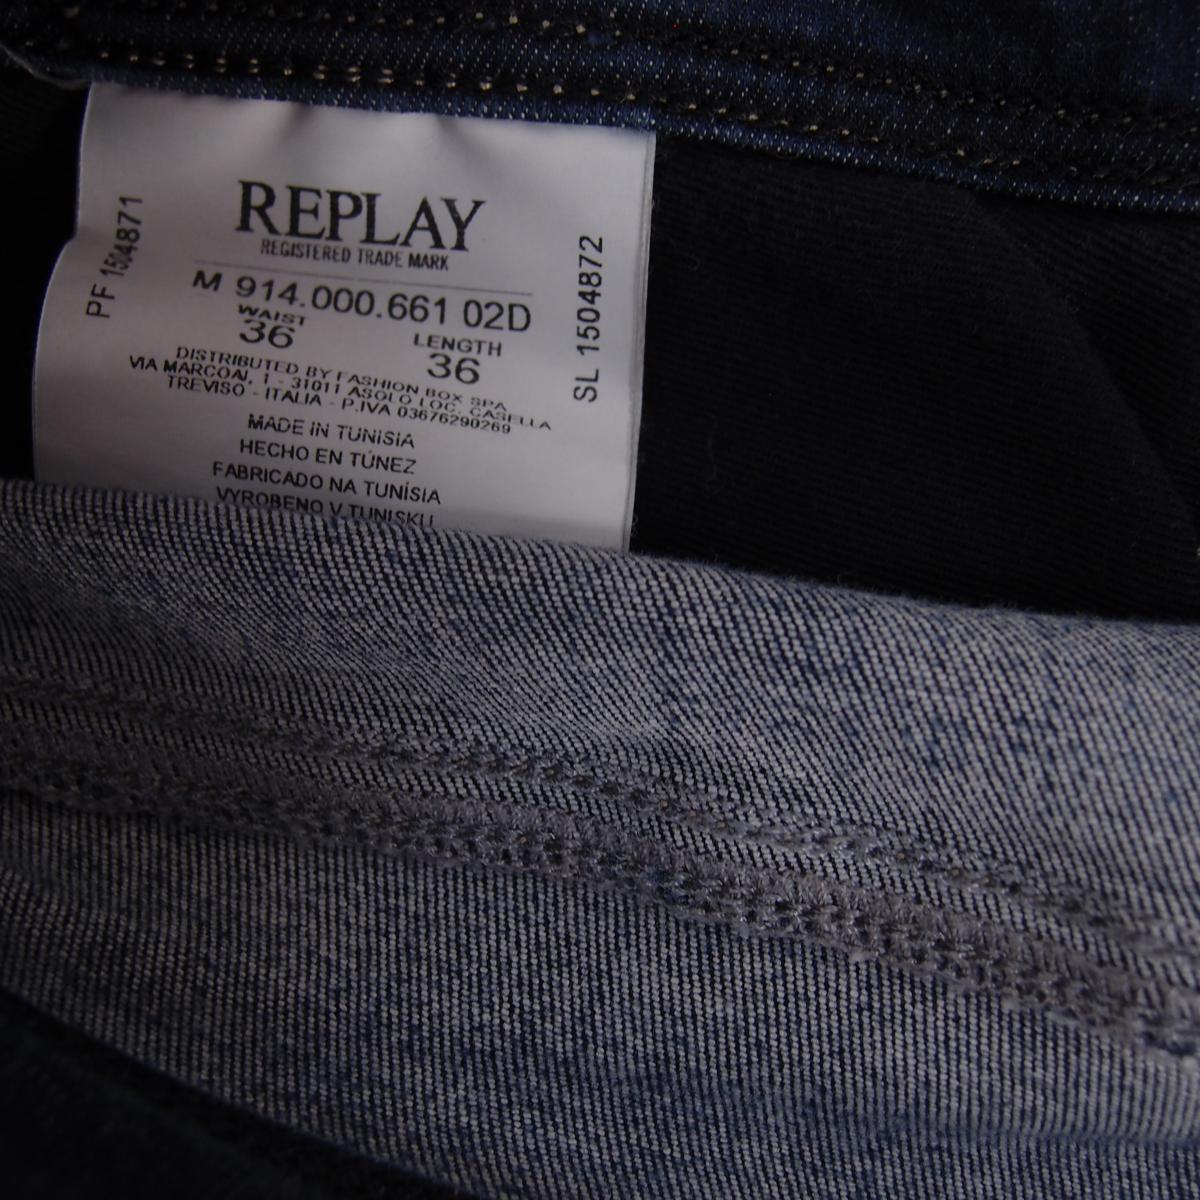 REPLAY
REGISTERED TRADE MARK
M 914.000.661 02D
WAIST
36
LENGTH
36
DISTRIBUTED BY FASHION BOX SPA
VIA MARCOAI, 1 - 31011 ASOLO LOC. CASELLA
TREVISO - ITALIA - P.IVA 03676290269
MADE IN TUNISIA
HECHO EN TÚNEZ
FABRICADO NA TUNÍSIA
VYROBENO V TUNISKU
PF 1504871
SL 1504872